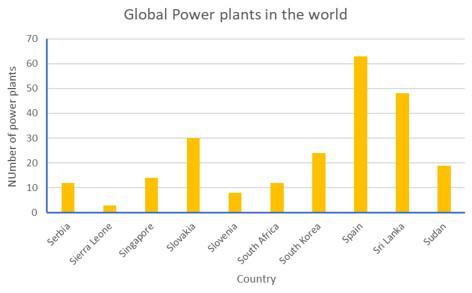 Global Power plants in the world
70
60
50
40
30
20
10
0
NUmber of power plants
Serbia
Sierra Leone
Singapore
Slovakia
Slovenia
South Africa
South Korea
Spain
Sri Lanka
Sudan
Country